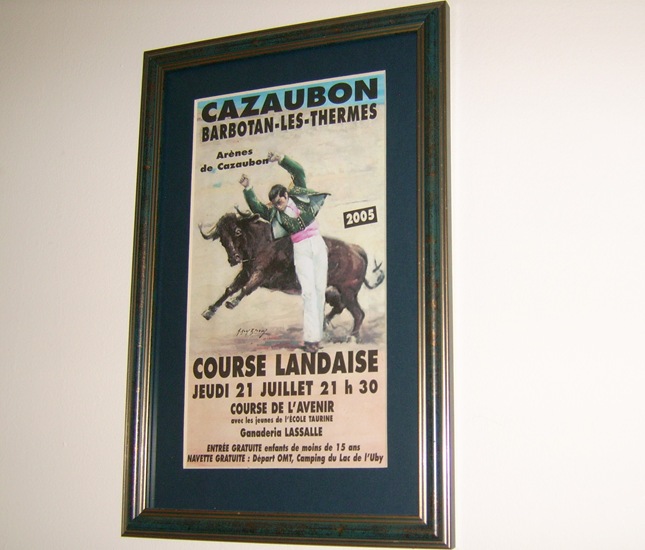 CAZAUBON
BARBOTAN-LES-THERMES
Arènes
de Cazaubon
2005
COURSE LANDAISE
JEUDI 21 JUILLET 21 h 30
COURSE DE L'AVENIR
avec les jeunes de l'ÉCOLE TAURINE
Ganaderia LASSALLE
ENTRÉE GRATUITE enfants de moins de 15 ans
NAVETTE GRATUITE : Départ OMT, Camping du Lac de l'Uby